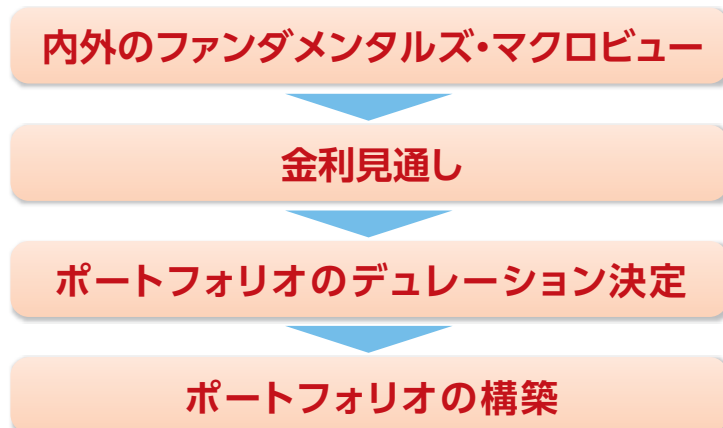 内外のファンダメンタルズ・マクロビュー
金利見通し
ポートフォリオのデュレーション決定
ポートフォリオの構築